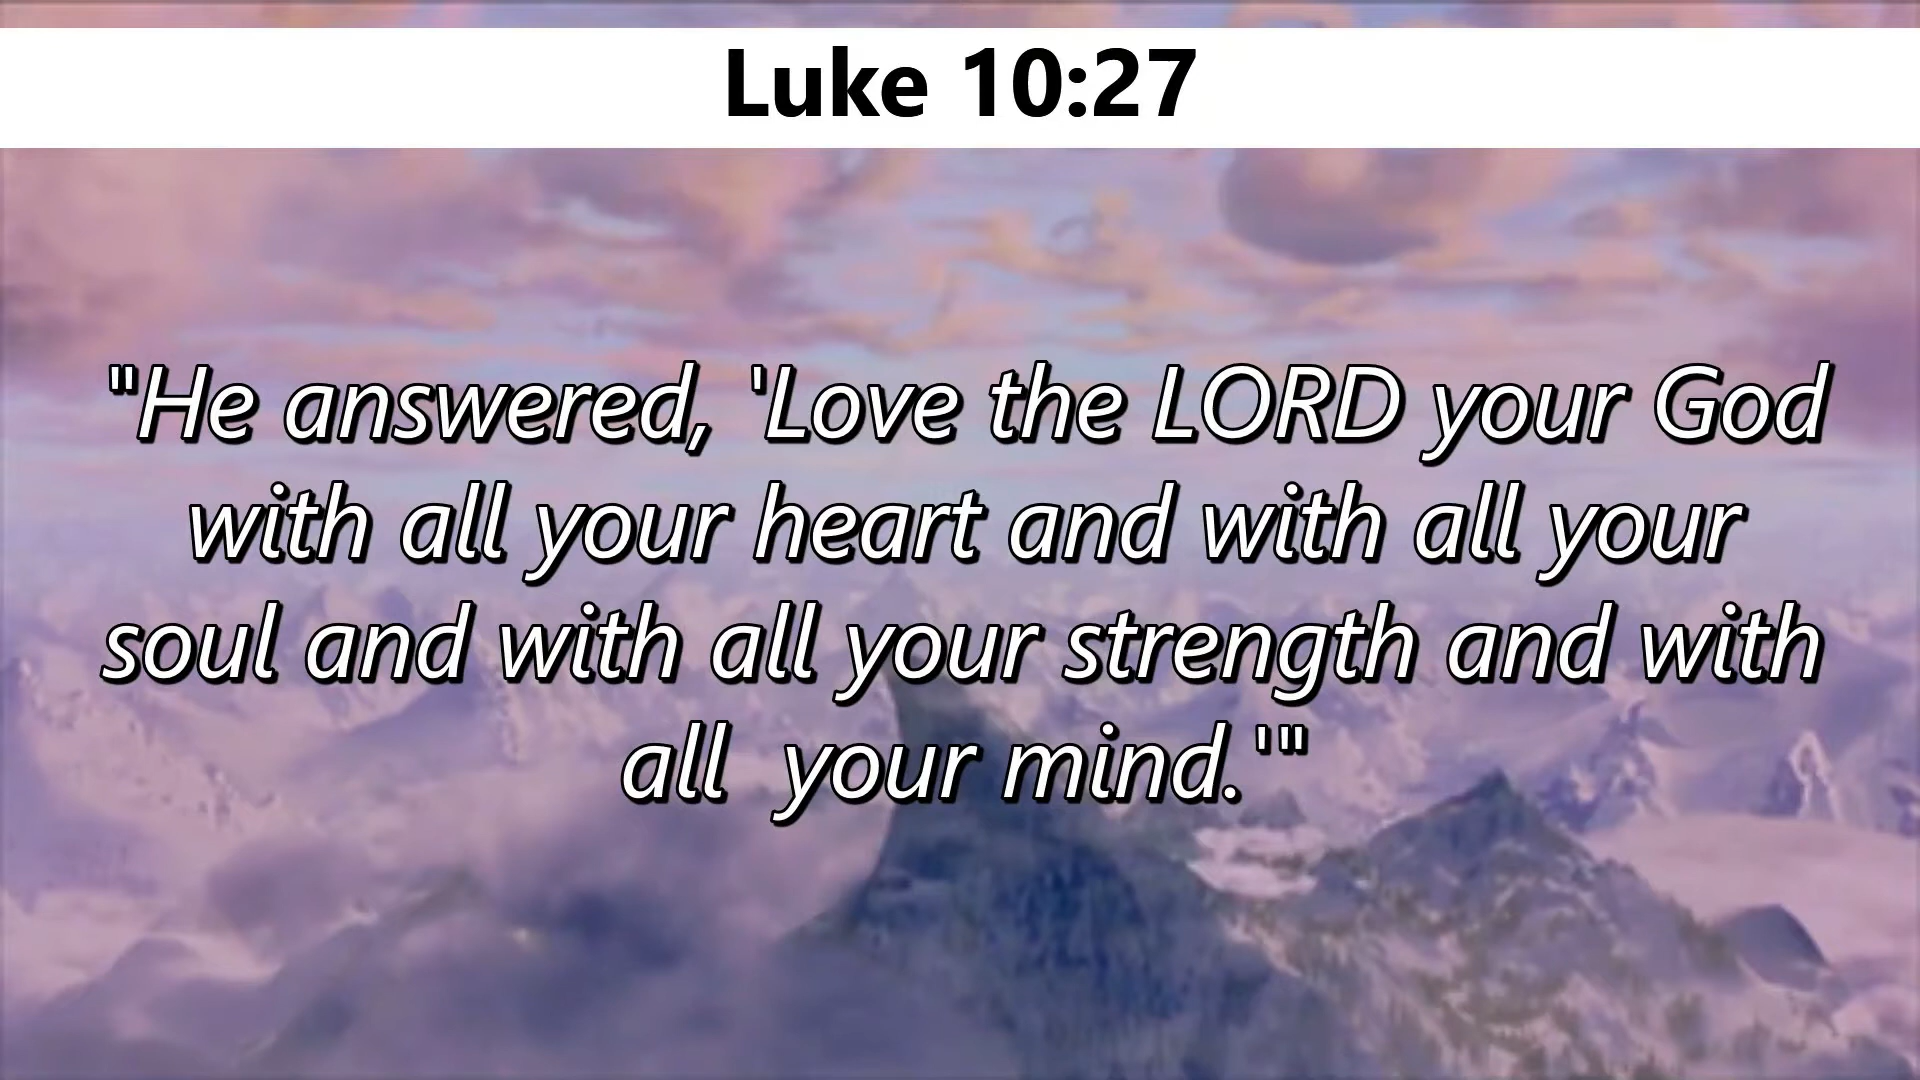 Luke 10:27
"He answered, 'Love the LORD your God
with all your heart and with all your
soul and with all your strength and with
all  your mind.'"